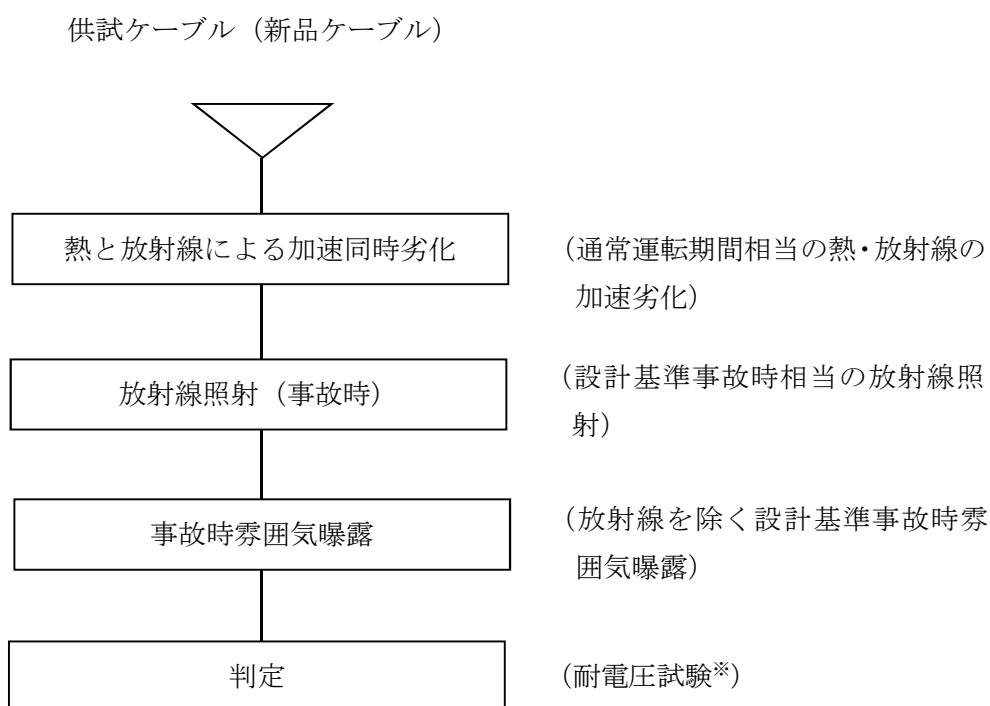 供試ケーブル（新品ケーブル）
熱と放射線による加速同時劣化
（通常運転期間相当の熱・放射線の
加速劣化）
放射線照射（事故時）
（設計基準事故時相当の放射線照
射）
事故時雰囲気曝露
（放射線を除く設計基準事故時雰
囲気曝露）
判定
（耐電圧試験※）